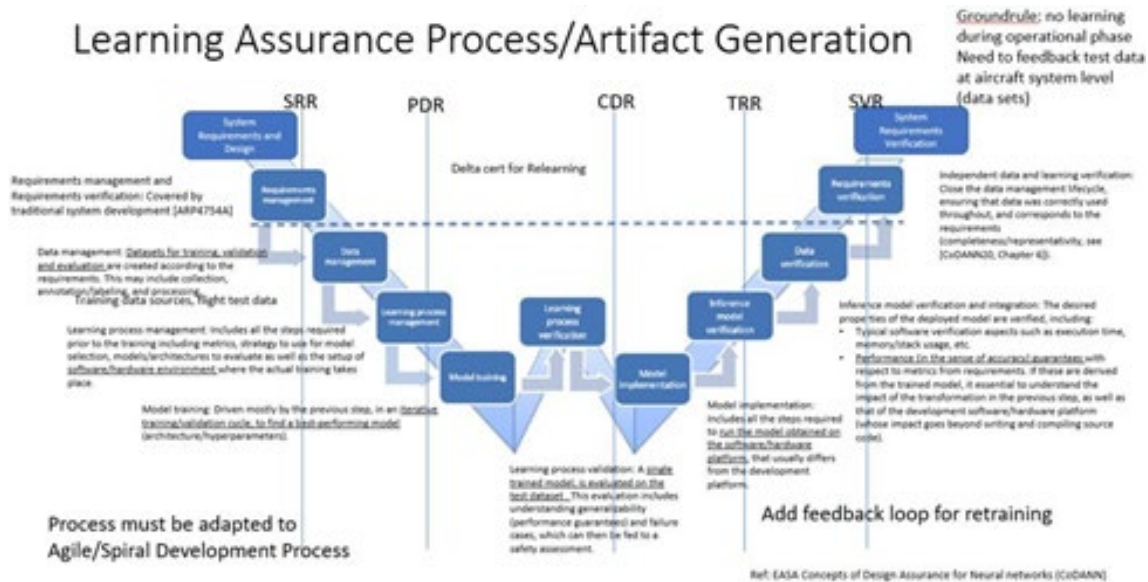 Learning Assurance Process/Artifact Generation
Groundrule: no learning
during operational phase
Need to feedback test data
at aircraft system level
(data sets)
SRR
PDR
CDR
TRR
SVR
System
Requirements and
Design
System
Requirements
Verification
Delta cert for Relearning
Requirements management and
Requirements verification: Covered by
traditional system development [ARP4754A]
Requirements
management
Requirements
verification
Independent data and learning verification:
Close the data management lifecycle,
ensuring that data was correctly used
throughout, and corresponds to the
requirements
(completeness/representativity, see
[CoDANN20, Chapter 6]).
Data management: Datasets for training, validation
and evaluation are created according to the
requirements. This may include collection,
annotation/labeling, and processing.
Training data sources, flight test data
Data
management
Data
verification
Learning process management: Includes all the steps required
prior to the training including metrics, strategy to use for model
selection, models/architectures to evaluate as well as the setup of
software/hardware environment where the actual training takes
place.
Learning process
management
Learning
process
verification
Inference
model
verification
Inference model verification and integration: The desired
properties of the deployed model are verified, including:
• Typical software verification aspects such as execution time,
memory/stack usage, etc.
• Performance (in the sense of accuracy) guarantees with
respect to metrics from requirements. If these are derived
from the trained model, it essential to understand the
impact of the transformation in the previous step, as well as
that of the development software/hardware platform
(whose impact goes beyond writing and compiling source
code).
Model training
Model
implementation
Model training: Driven mostly by the previous step, in an iterative
training/validation cycle, to find a best-performing model
(architecture/hyperparameters).
Model implementation:
Includes all the steps required
to run the model obtained on
the software/hardware
platform, that usually differs
from the development
platform.
Learning process validation: A single
trained model, is evaluated on the
test dataset. This evaluation includes
understanding generalizability
(performance guarantees) and failure
cases, which can then be fed to a
safety assessment.
Process must be adapted to
Agile/Spiral Development Process
Add feedback loop for retraining
Ref: EASA Concepts of Design Assurance for Neural networks (CoDANN)